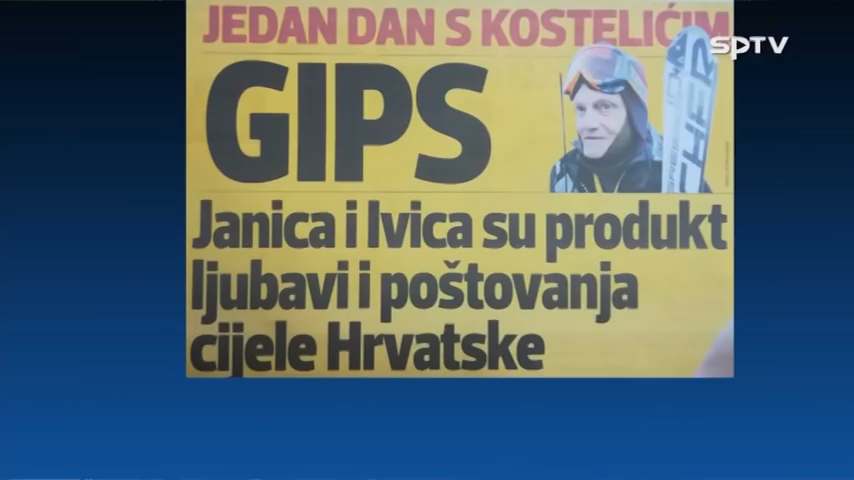 JEDAN DAN S KOSTELIĆIM
SPTV
GIPS
Janica i Ivica su produkt
ljubavi i poštovanja
cijele Hrvatske